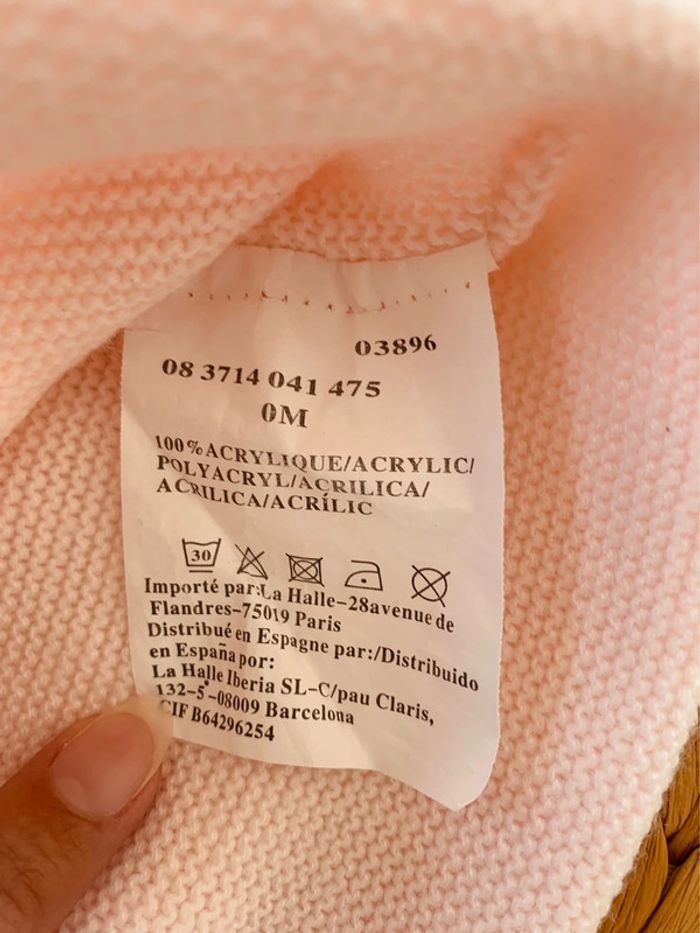 03896
08 3714 041 475
0M
100%ACRYLIQUE/ACRYLIC/
POLYACRYL/ACRILICA/
ACRILICA/ACRÍLIC
30
Importé par:La Halle-28avenue de
Flandres-75019 Paris
Distribué en Espagne par:/Distribuido
en España por:
La Halle Iberia SL-C/pau Claris,
132-5°-08009 Barcelona
CIF B64296254